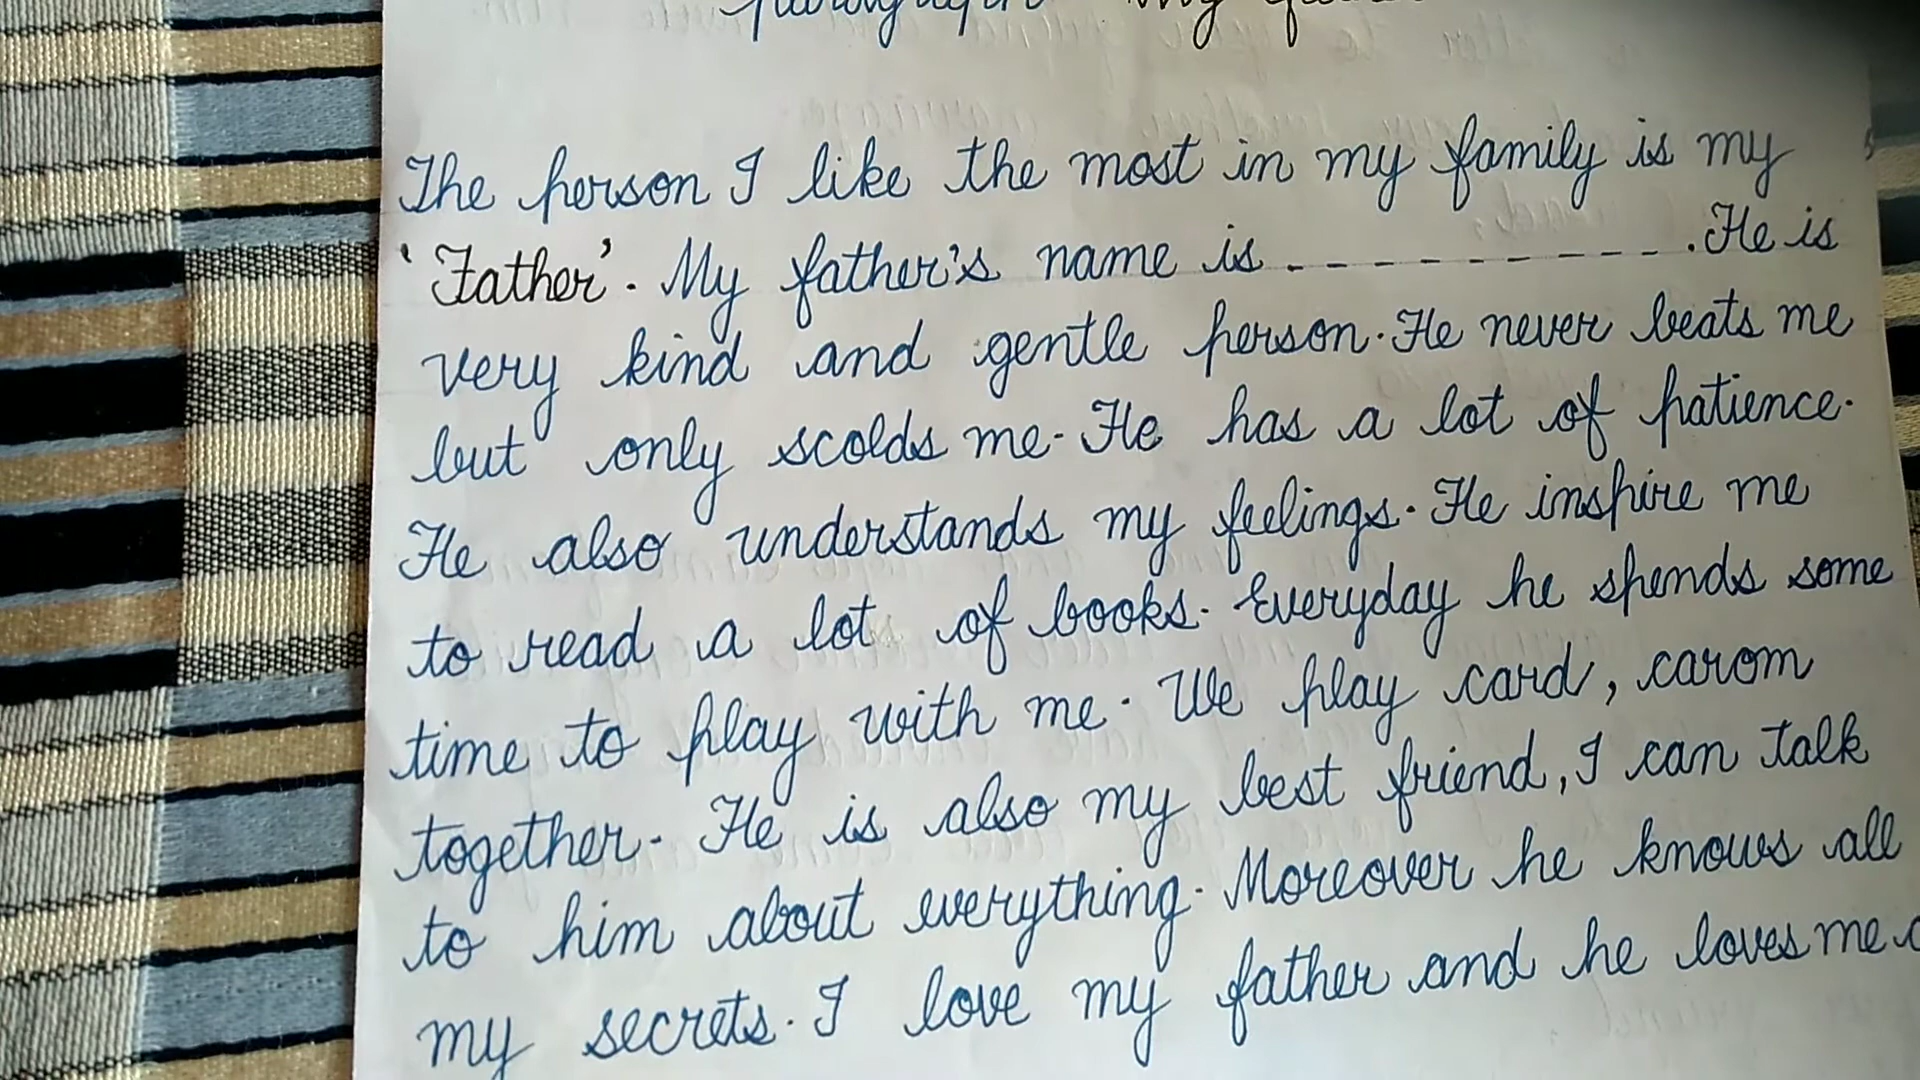 paragraph my
The person I like the most in my family is my
'Father'. My father's name is - - - - - - - - - - . He is
very kind and gentle person. He never beats me
but only scolds me. He has a lot of patience.
He also understands my feelings. He inspire me
to read a lot of books. Everyday he spends some
time to play with me. We play card, carom
together. He is also my best friend, I can talk
to him about everything. Moreover he knows all
my secrets. I love my father and he loves me